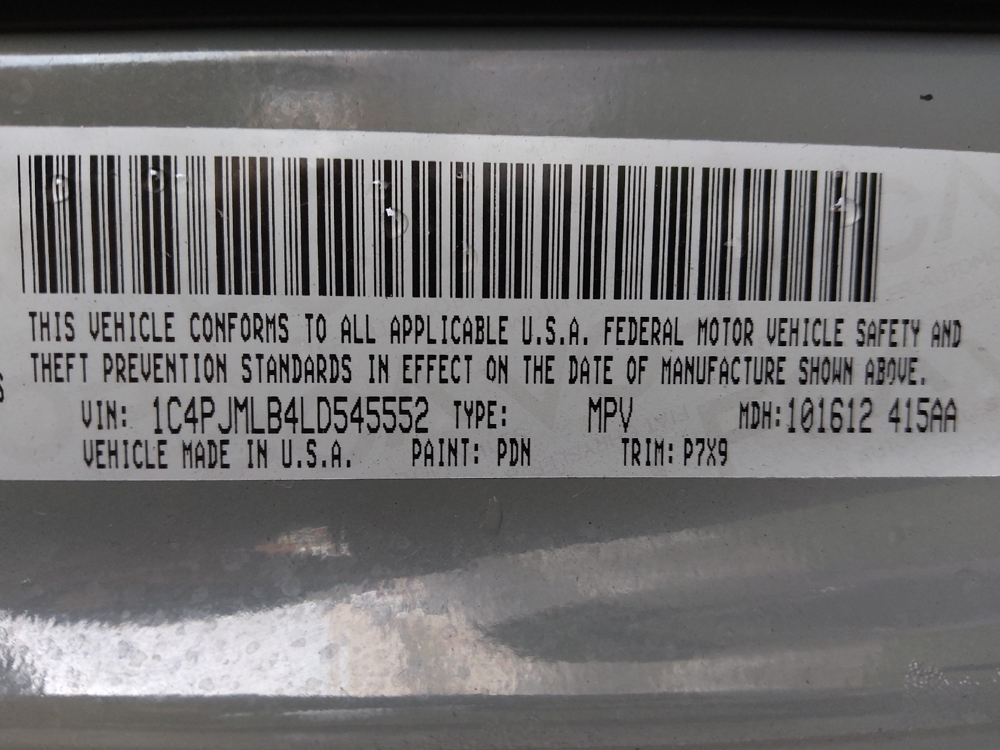 THIS VEHICLE CONFORMS TO ALL APPLICABLE U.S.A. FEDERAL MOTOR VEHICLE SAFETY AND
THEFT PREVENTION STANDARDS IN EFFECT ON THE DATE OF MANUFACTURE SHOWN ABOVE.
VIN: 1C4PJMLB4LD545552 TYPE: MPV MDH:101612 415AA
VEHICLE MADE IN U.S.A. PAINT: PDN TRIM: P7X9